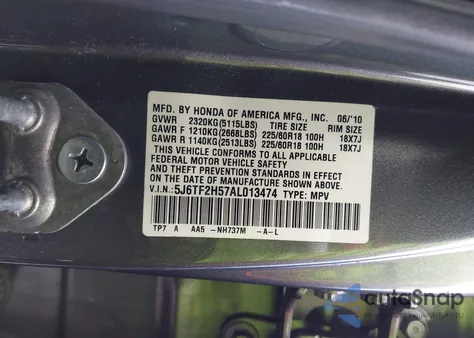 MFD. BY HONDA OF AMERICA MFG., INC. 06/'10
GVWR 2320KG(5115LBS) TIRE SIZE RIM SIZE
GAWR F 1210KG(2668LBS) 225/60R18 100H 18X7J
GAWR R 1140KG(2513LBS) 225/60R18 100H 18X7J
THIS VEHICLE CONFORMS TO ALL APPLICABLE
FEDERAL MOTOR VEHICLE SAFETY
AND THEFT PREVENTION STANDARDS IN EFFECT
ON THE DATE OF MANUFACTURE SHOWN ABOVE.
V.I.N.: 5J6TF2H57AL013474 TYPE: MPV
TP7 A AA5 -NH737M -A-L
autoSnap